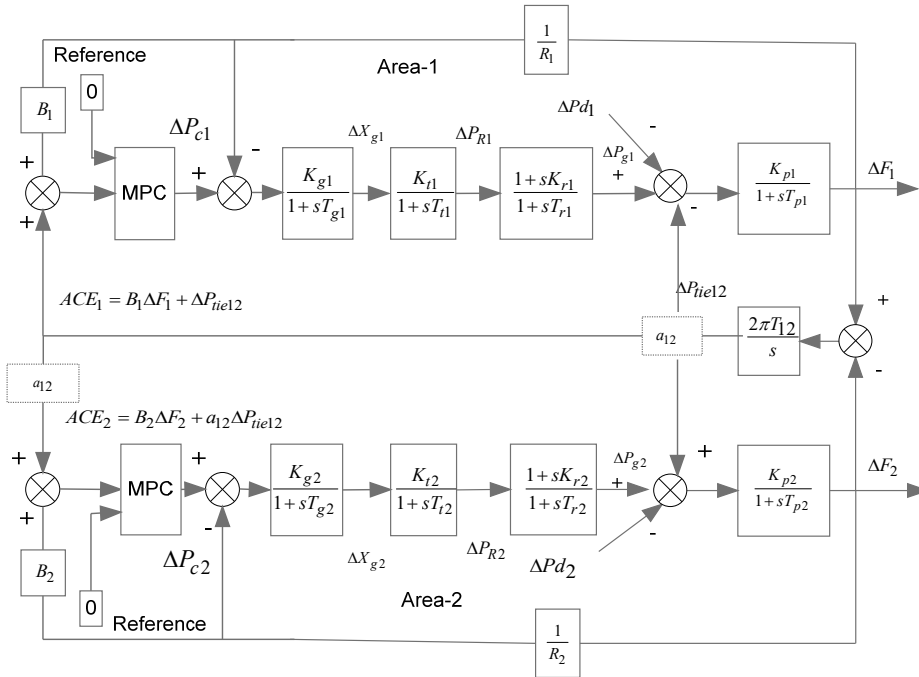 1
R1
Reference
Area-1
0
B1
ΔPd1
-
ΔPc1
ΔXg1
ΔPR1
ΔPg1
+
+
-
+
-
MPC
Kg1
1+sTg1
Kt1
1+sTt1
1+sKr1
1+sTr1
Kp1
1+sTp1
ΔF1
+
ACE1 = B1ΔF1 + ΔPtie12
ΔPtie12
+
a12
2πT12
s
-
a12
ACE2 = B2ΔF2 + a12ΔPtie12
+
MPC
+
Kg2
1+sTg2
Kt2
1+sTt2
1+sKr2
1+sTr2
ΔPg2
+
+
Kp2
1+sTp2
ΔF2
+
-
-
ΔPc2
ΔXg2
ΔPR2
ΔPd2
B2
0
Reference
Area-2
1
R2